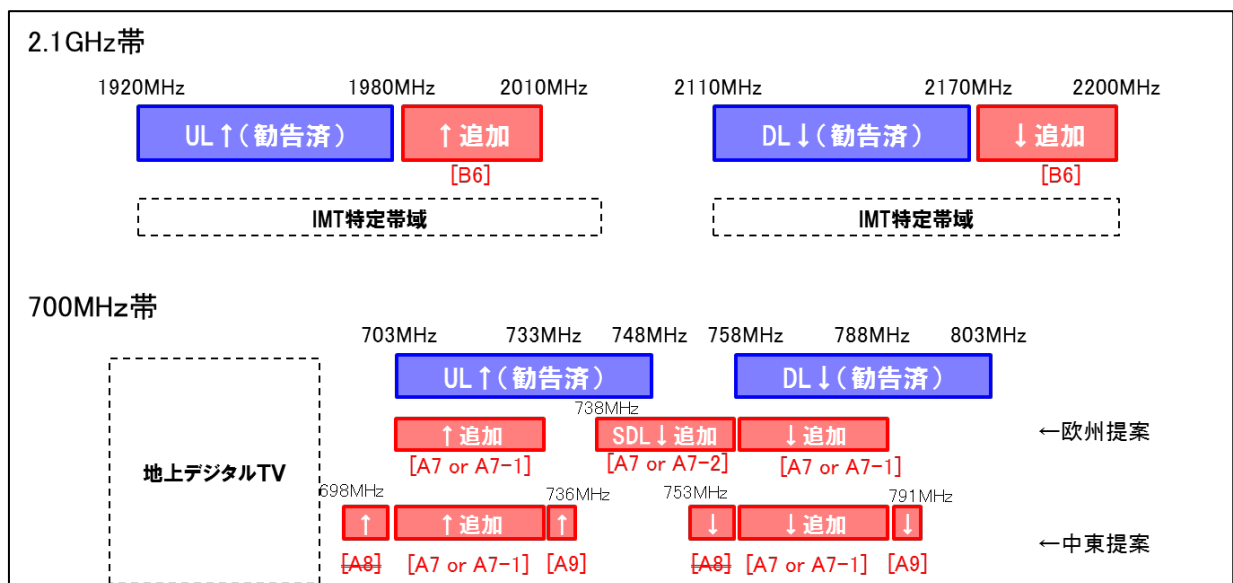 2.1GHz帯
1920MHz 1980MHz 2010MHz 2110MHz 2170MHz 2200MHz
UL↑(勧告済) ↑追加 DL↓(勧告済) ↓追加
[B6] [B6]
IMT特定帯域 IMT特定帯域
700MHz帯
703MHz 733MHz 748MHz 758MHz 788MHz 803MHz
UL↑(勧告済) DL↓(勧告済)
738MHz
↑追加 SDL↓追加 ↓追加 ←欧州提案
[A7 or A7-1] [A7 or A7-2] [A7 or A7-1]
地上デジタルTV
698MHz 736MHz 753MHz 791MHz
↑ ↑追加 ↑ ↓ ↓追加 ↓ ←中東提案
[A8] [A7 or A7-1] [A9] [A8] [A7 or A7-1] [A9]